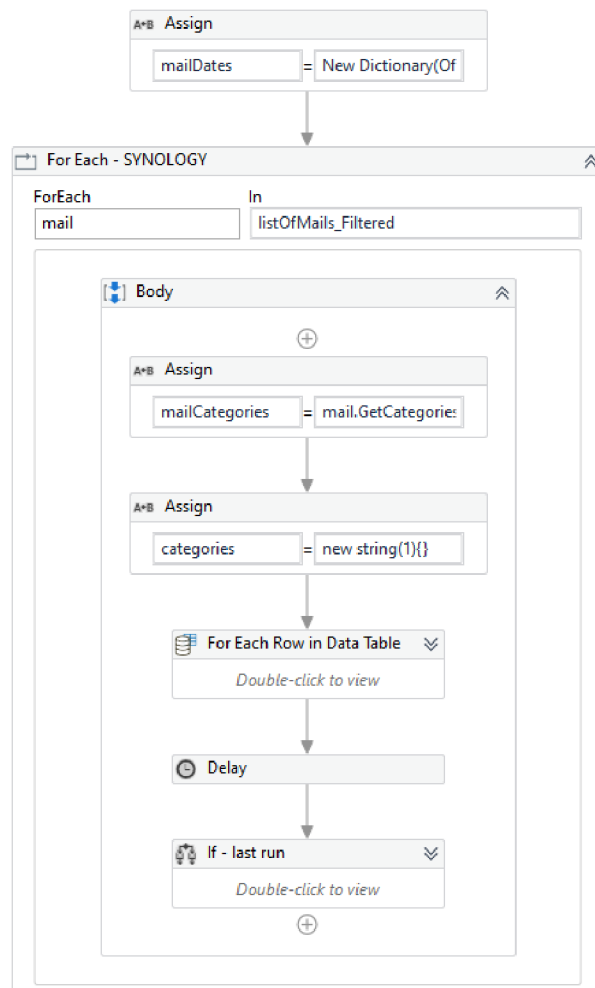 A+B Assign
mailDates = New Dictionary(Of
For Each - SYNOLOGY
ForEach In
mail listOfMails_Filtered
Body
A+B Assign
mailCategories = mail.GetCategories
A+B Assign
categories = new string(1){}
For Each Row in Data Table
Double-click to view
Delay
If - last run
Double-click to view